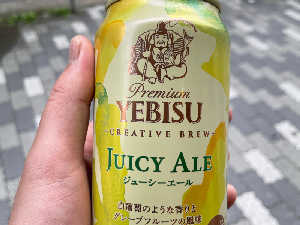 Premium
YEBISU
CREATIVE BREW
JUICY ALE
ジューシーエール
白葡萄のような香りと
グレープフルーツの風味